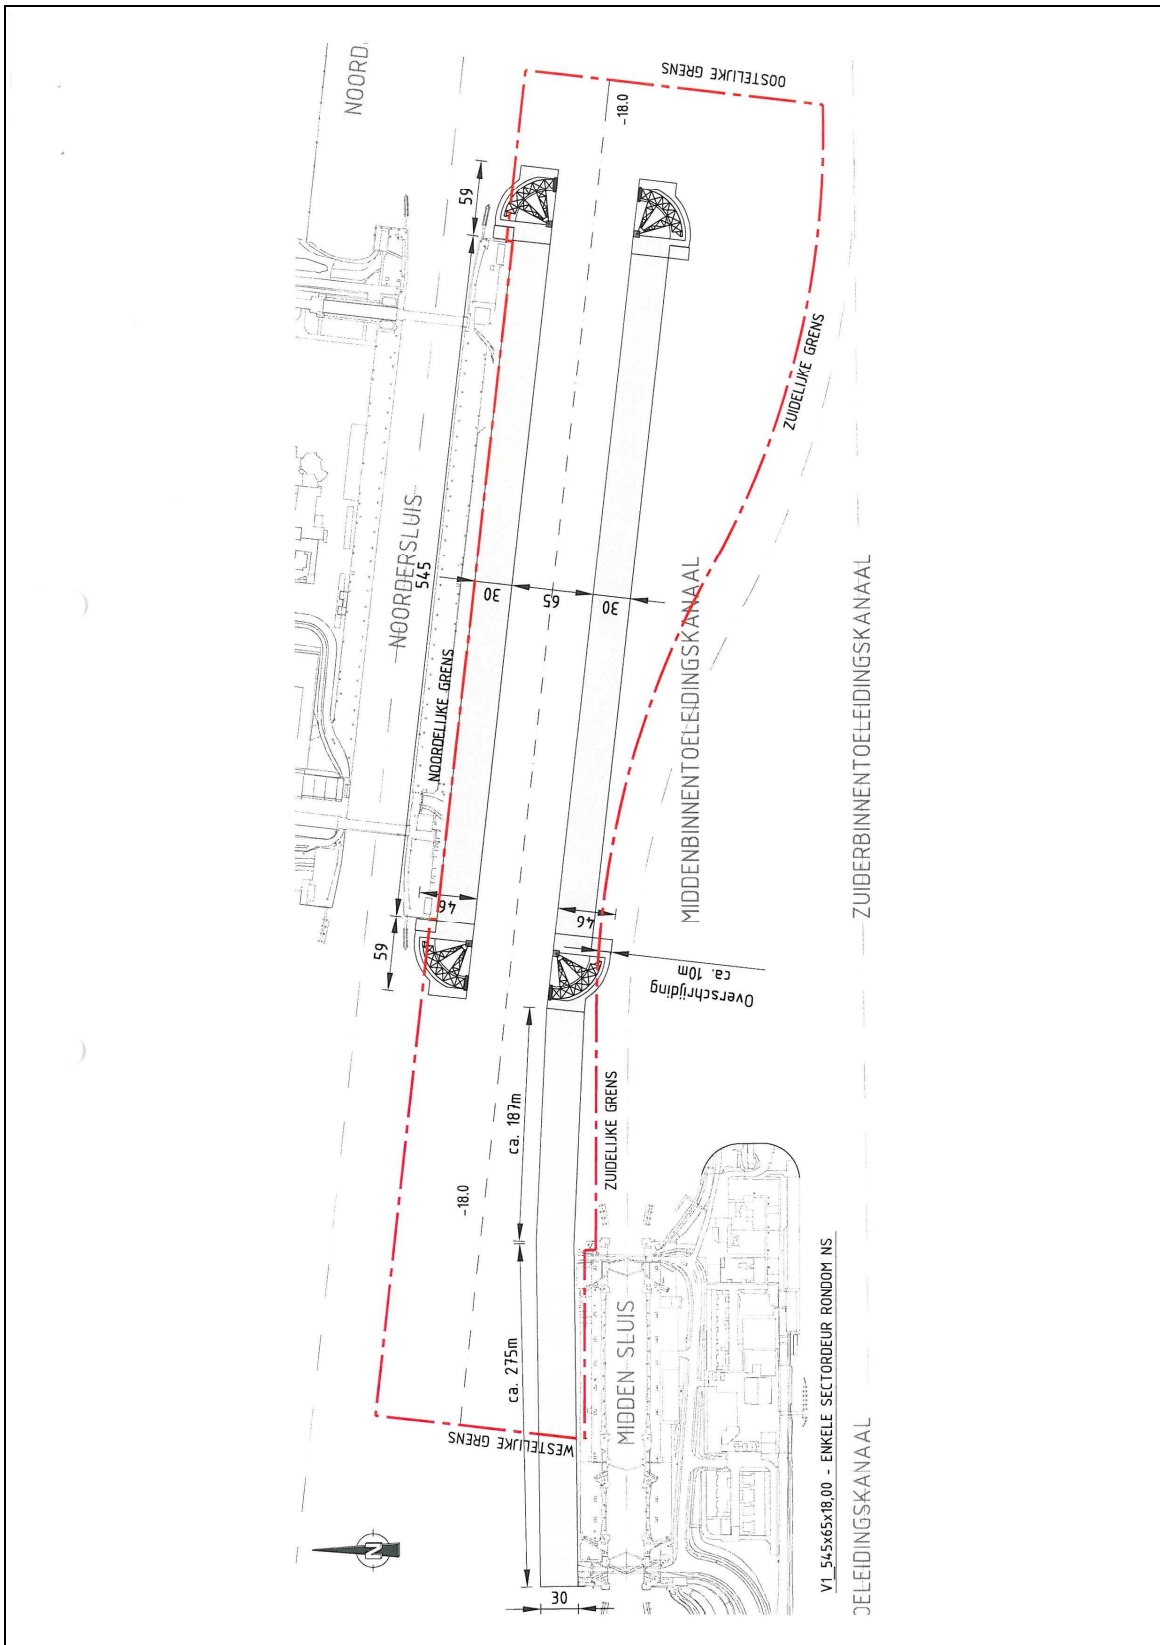 NOORD.
OOSTELIJKE GRENS
-18.0
59
ZUIDELIJKE GRENS
NOORDERSLUIS
545
30
65
30
NOORDELIJKE GRENS
MIDDENBINNENTOELEIDINGSKANAAL
ZUIDERBINNENTOELEIDINGSKANAAL
46
46
59
Overschrijding
ca. 10m
ca. 187m
ZUIDELIJKE GRENS
-18.0
ca. 275m
MIDDEN SLUIS
WESTELIJKE GRENS
N
30
V1_545x65x18,00 - ENKELE SECTORDEUR RONDOM NS
OELEIDINGSKANAAL